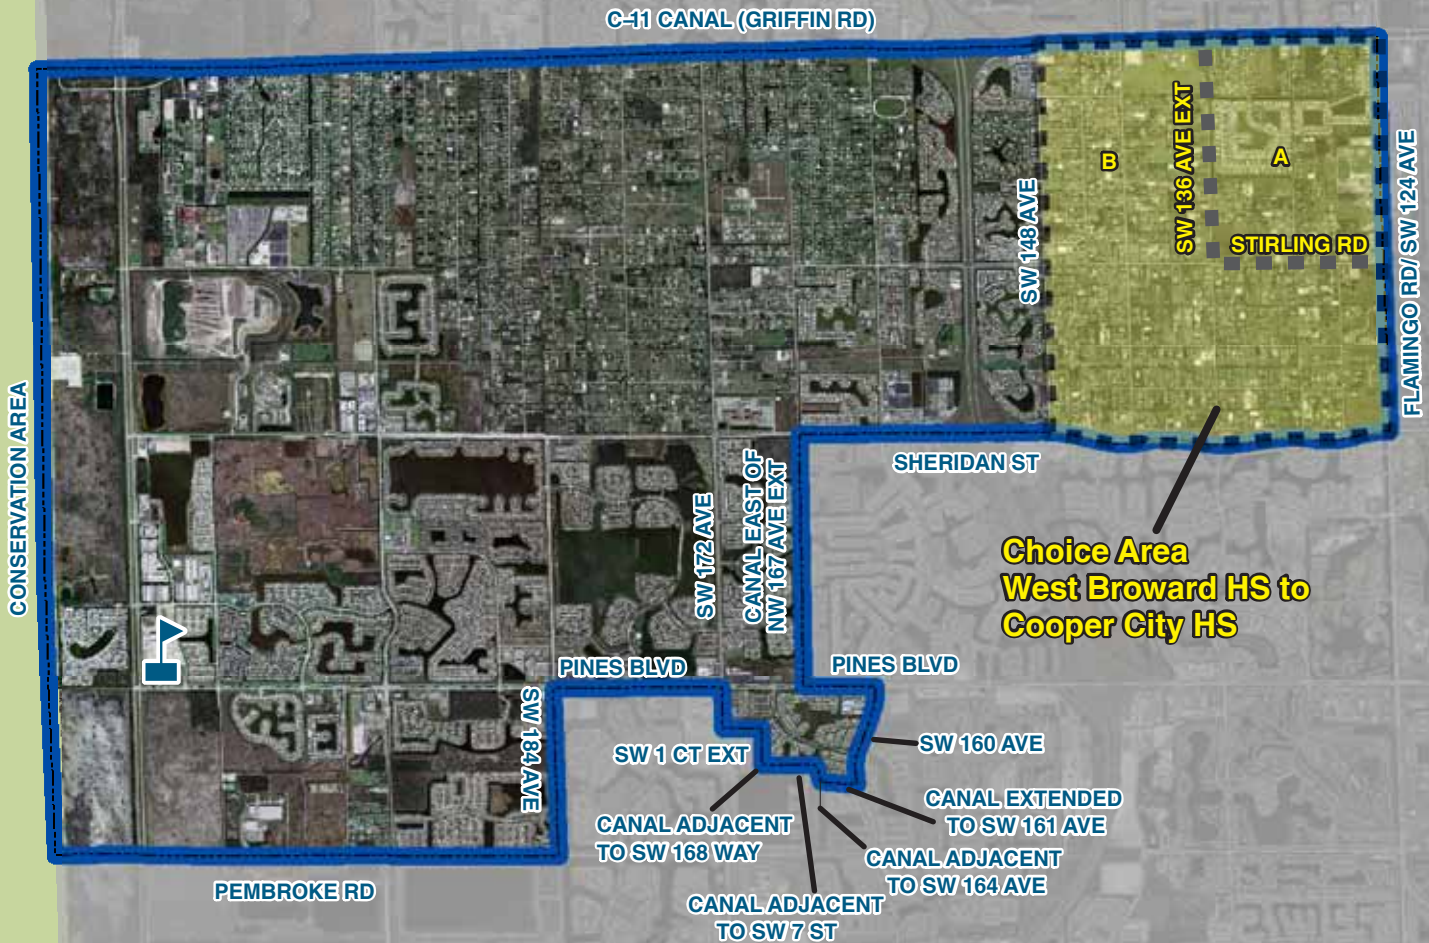 C-11 CANAL (GRIFFIN RD)
SW 136 AVE EXT
B
A
STIRLING RD
SW 148 AVE
FLAMINGO RD/ SW 124 AVE
CONSERVATION AREA
SHERIDAN ST
SW 172 AVE
CANAL EAST OF
NW 167 AVE EXT
Choice Area
West Broward HS to
Cooper City HS
PINES BLVD
PINES BLVD
SW 184 AVE
SW 1 CT EXT
SW 160 AVE
CANAL EXTENDED
TO SW 161 AVE
CANAL ADJACENT
TO SW 168 WAY
CANAL ADJACENT
TO SW 164 AVE
CANAL ADJACENT
TO SW 7 ST
PEMBROKE RD